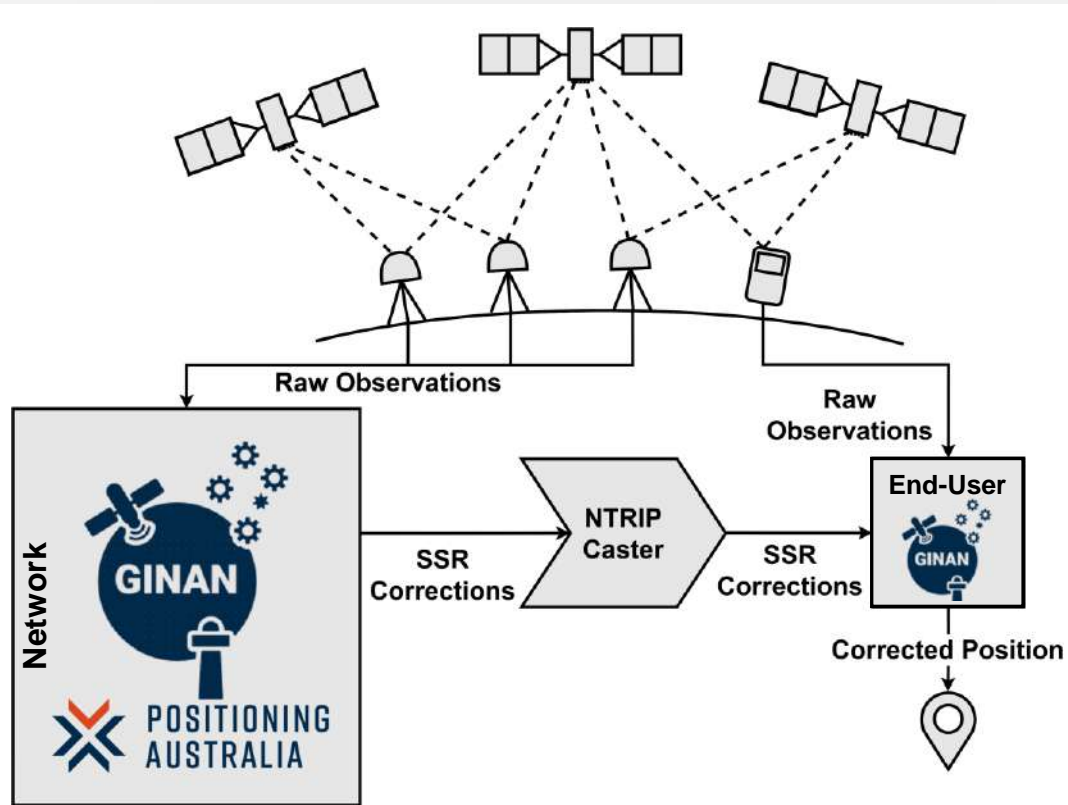 Raw Observations
Raw
Observations
Network
GINAN
POSITIONING
AUSTRALIA
SSR
Corrections
NTRIP
Caster
SSR
Corrections
End-User
GINAN
Corrected Position